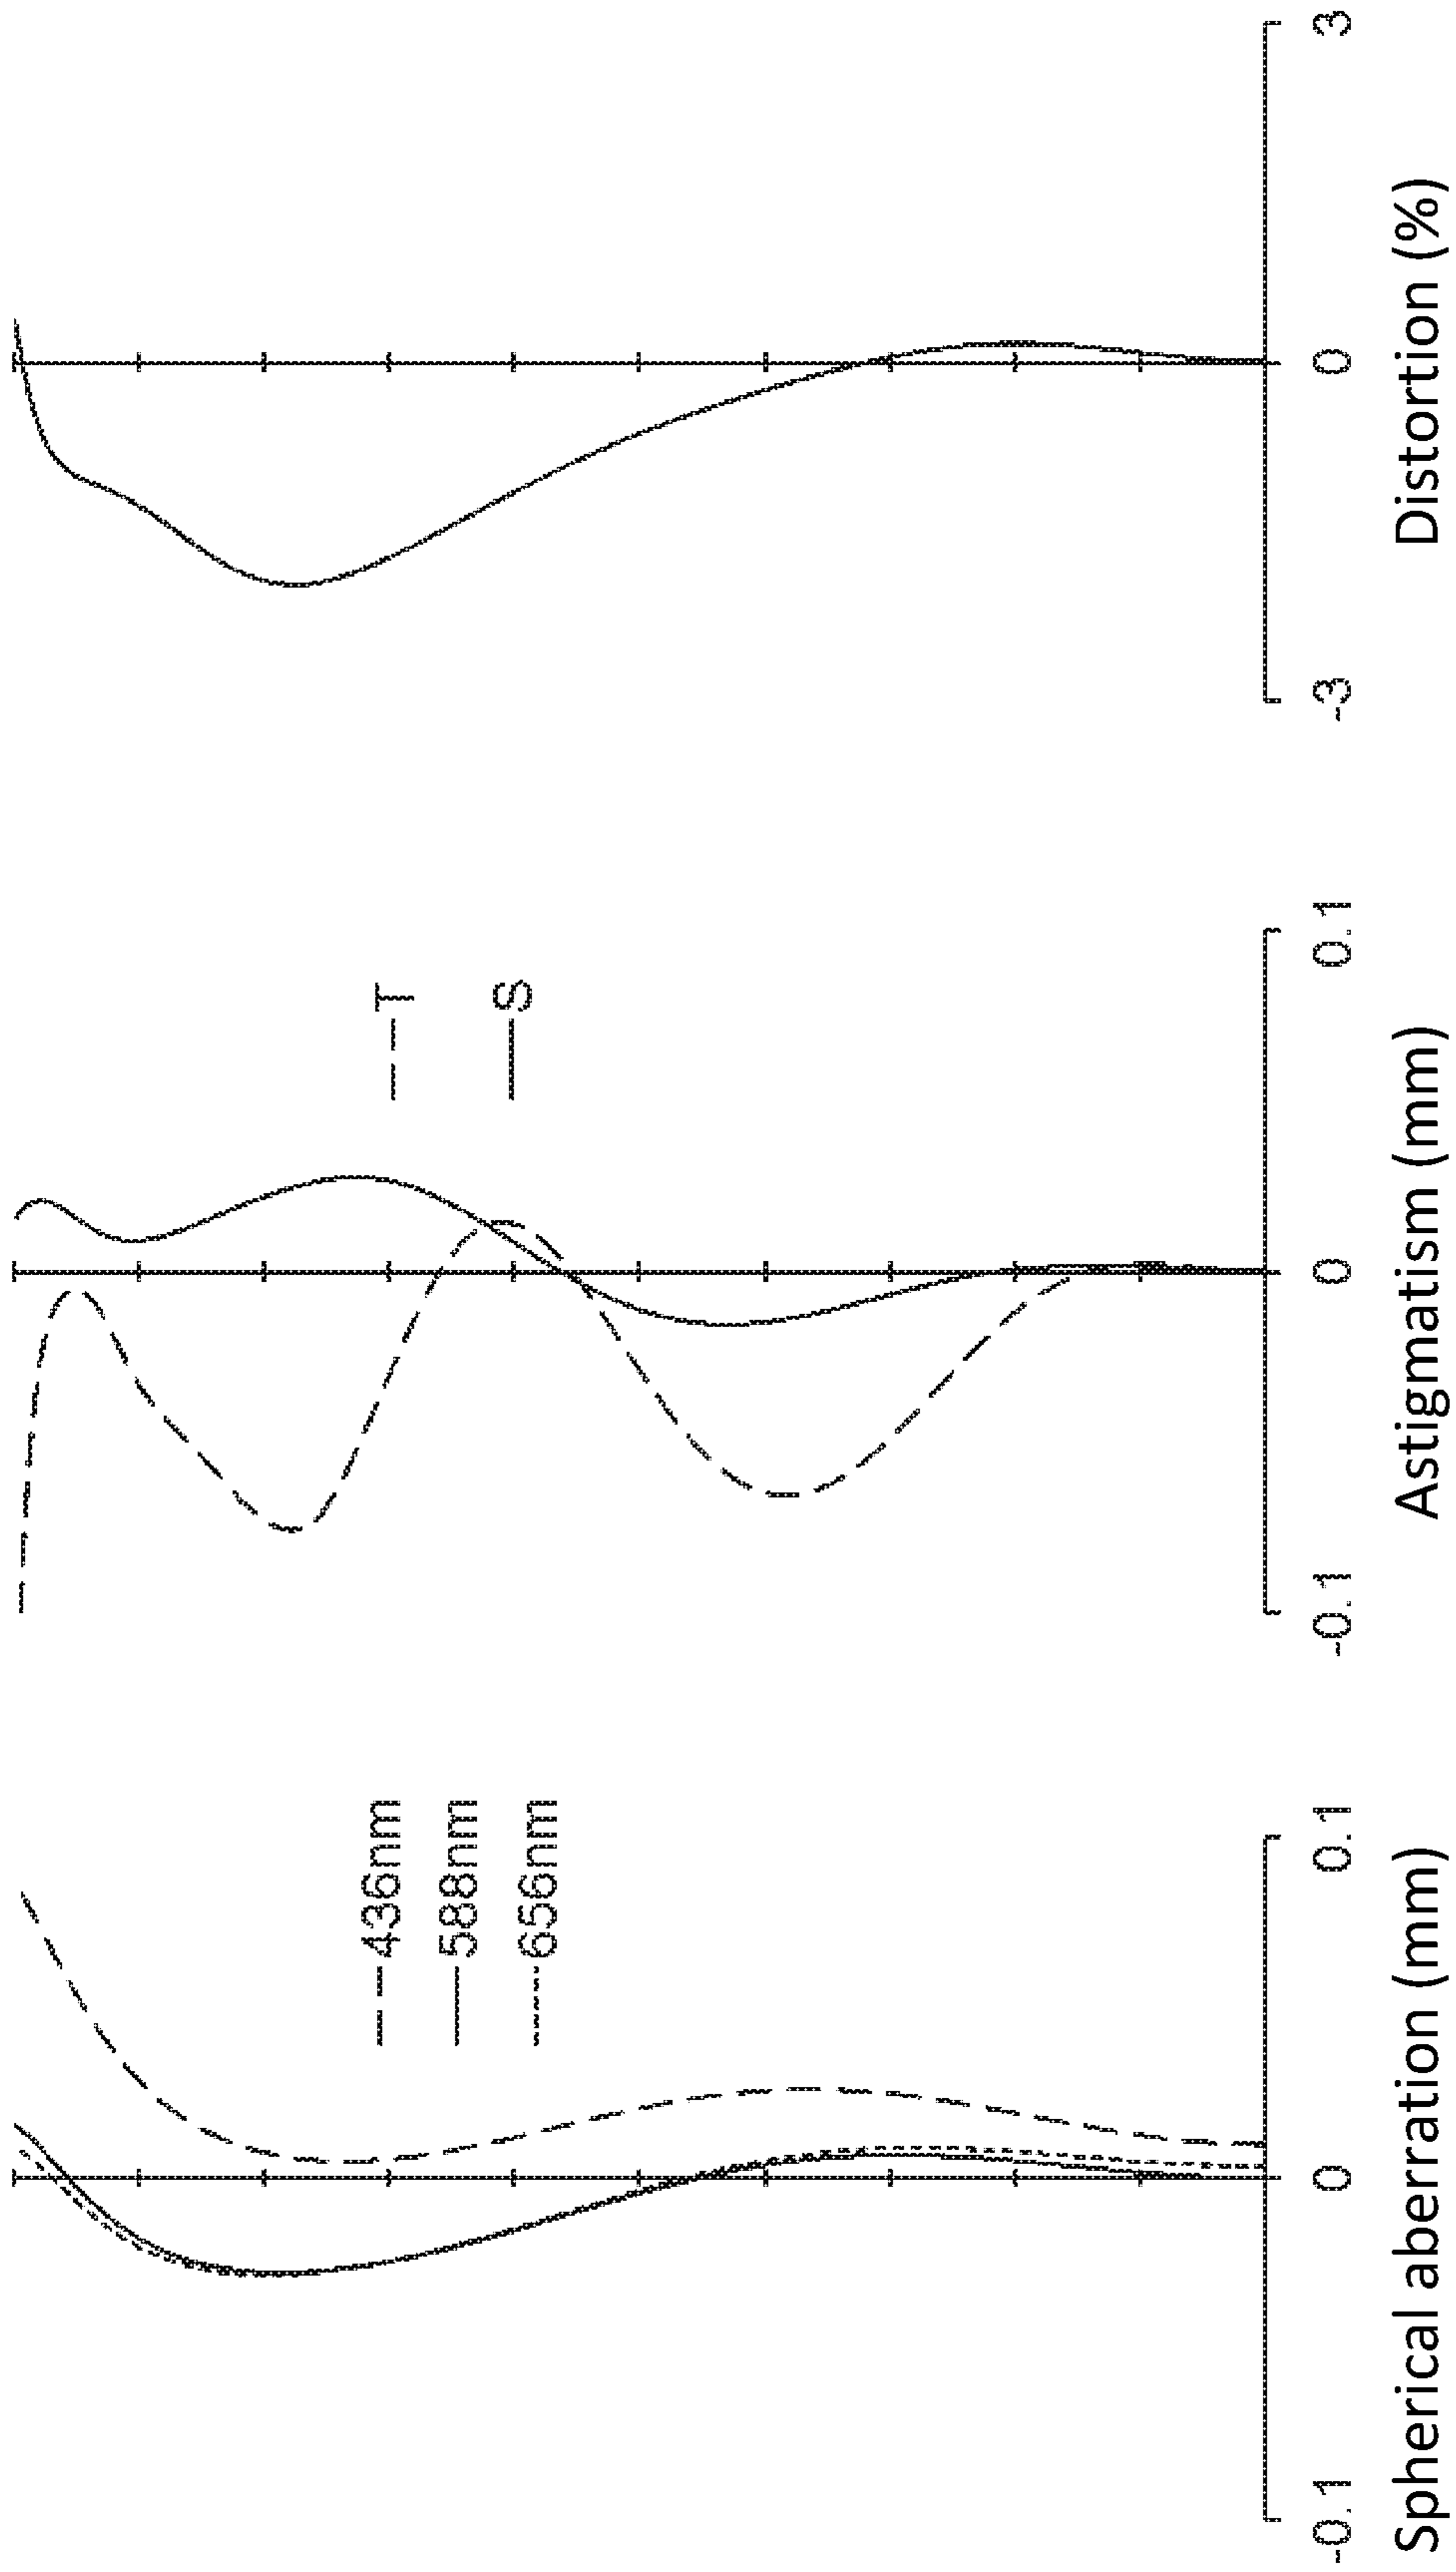 436nm
588nm
656nm
-0.1
0
0.1
Spherical aberration (mm)
T
S
-0.1
0
0.1
Astigmatism (mm)
-3
0
3
Distortion (%)